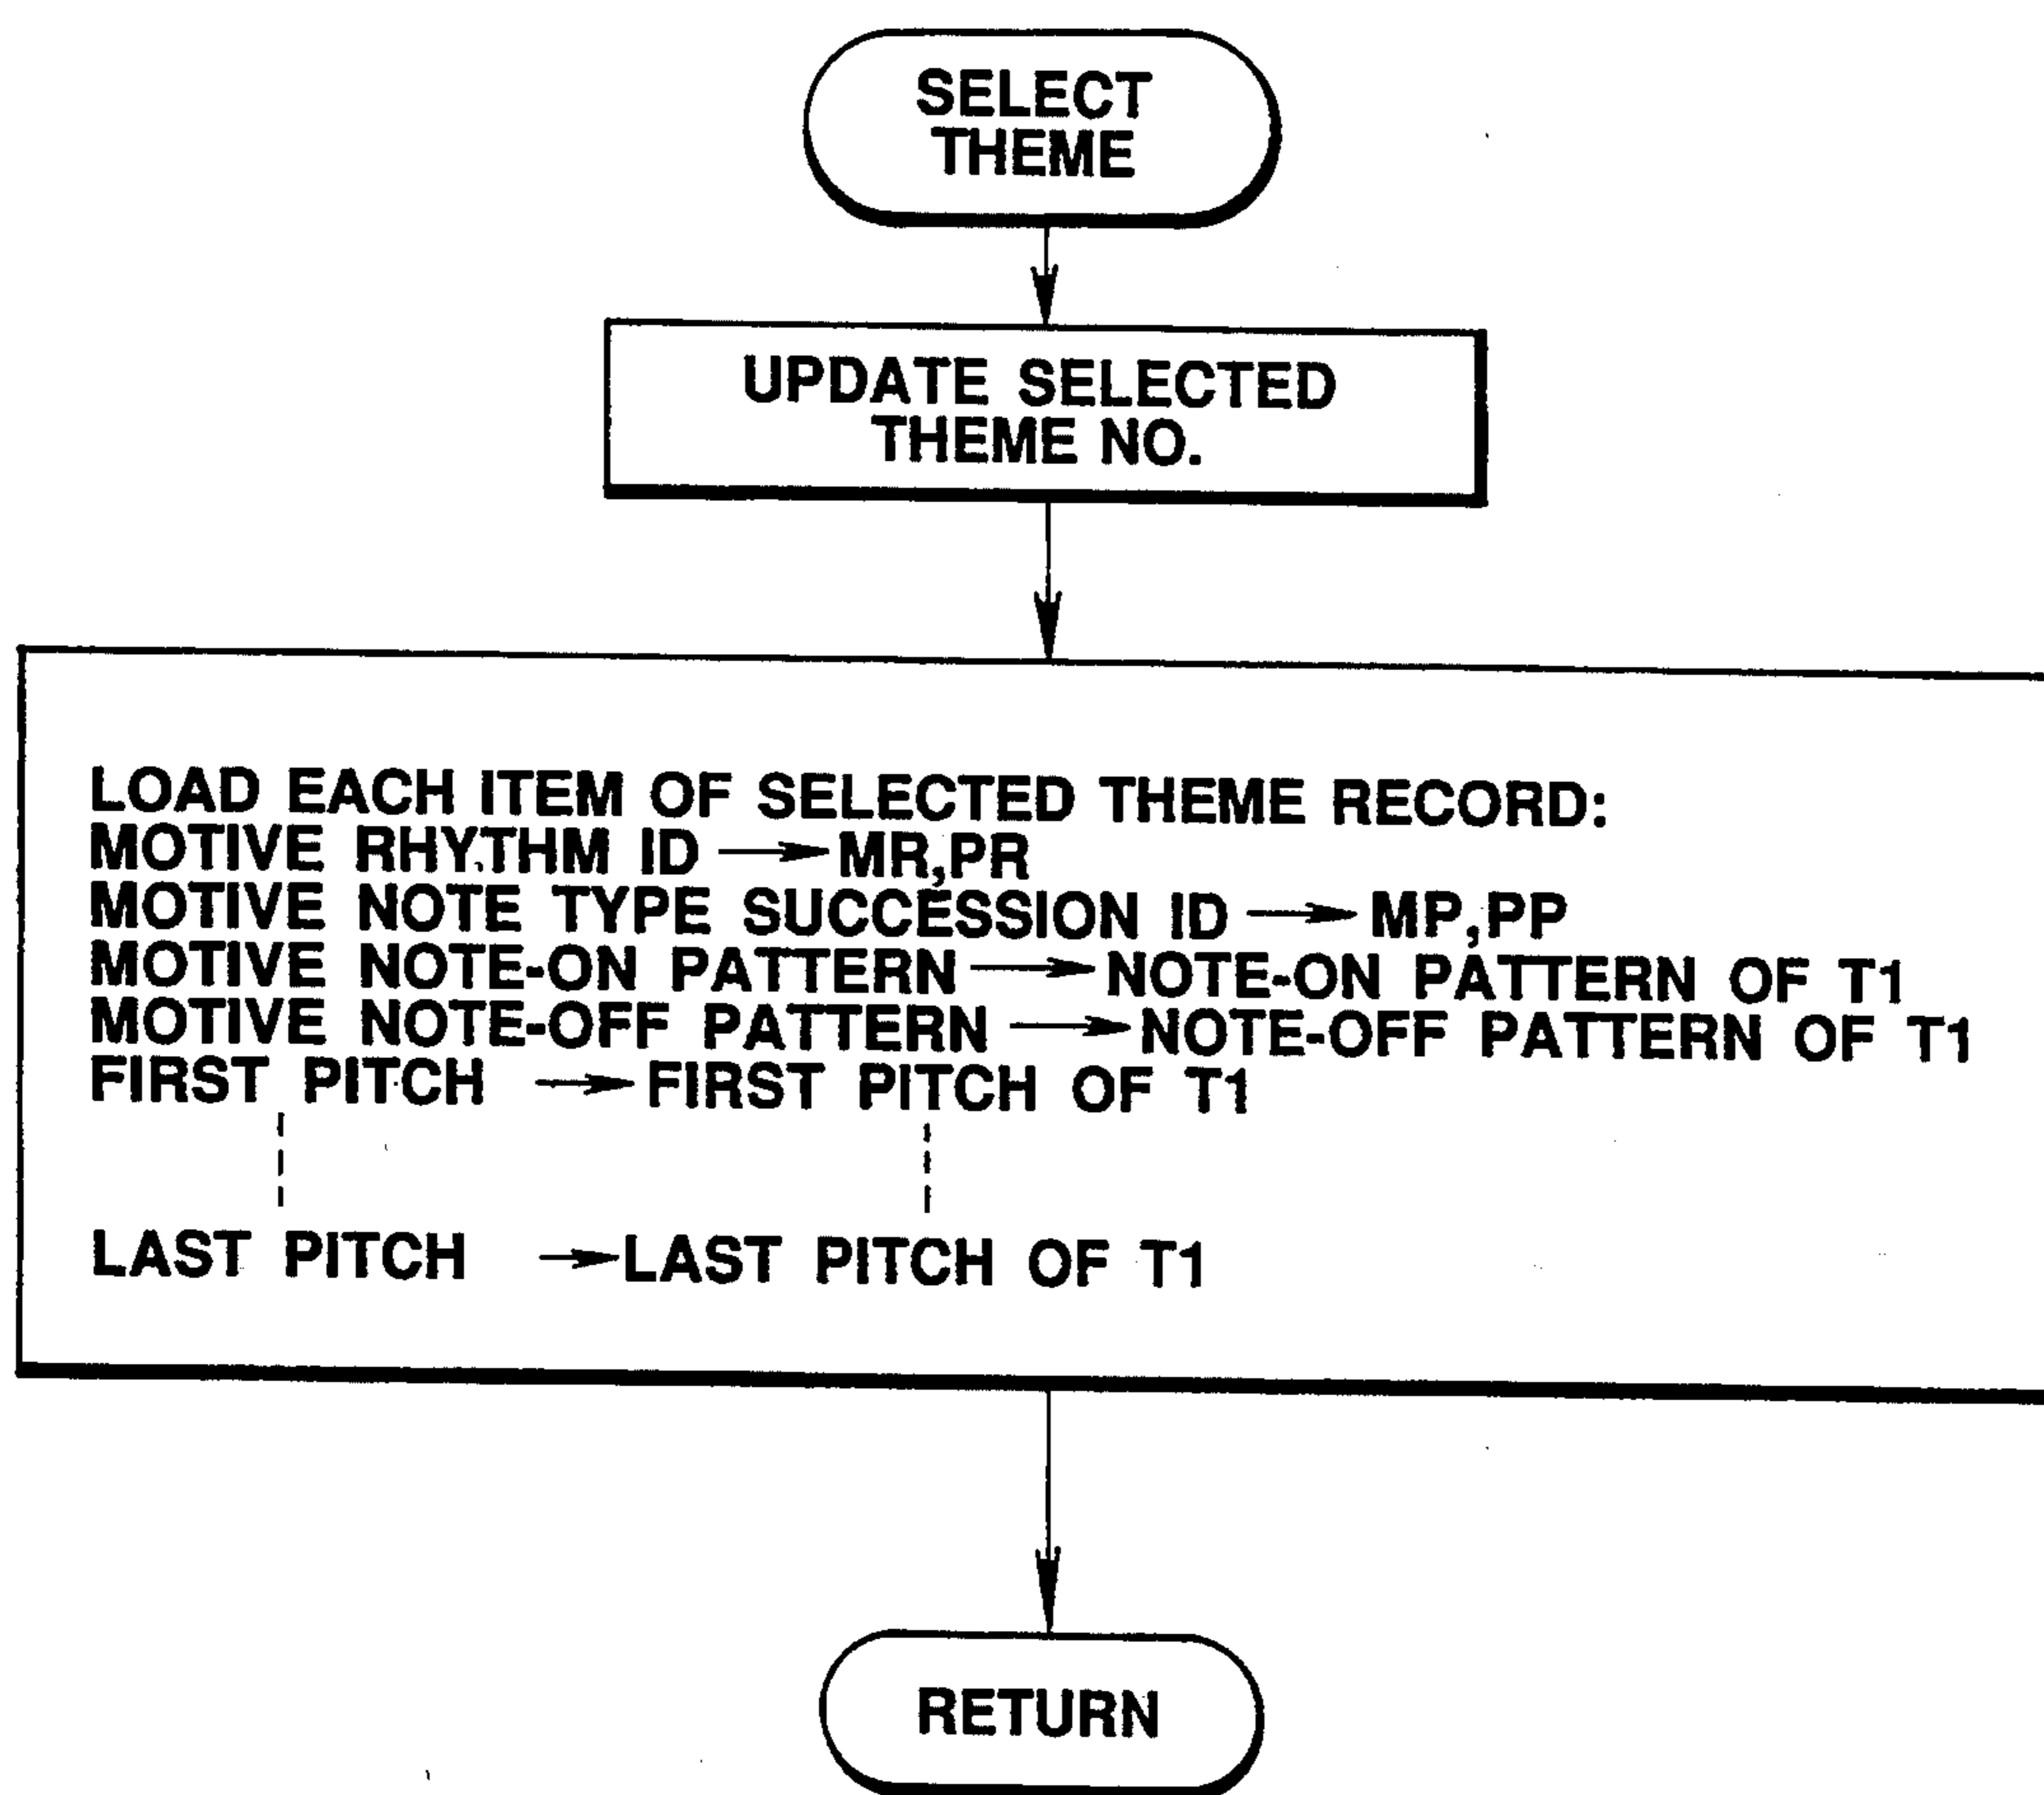 SELECT
THEME
UPDATE SELECTED
THEME NO.
LOAD EACH ITEM OF SELECTED THEME RECORD:
MOTIVE RHYTHM ID → MR,PR
MOTIVE NOTE TYPE SUCCESSION ID → MP,PP
MOTIVE NOTE-ON PATTERN → NOTE-ON PATTERN OF T1
MOTIVE NOTE-OFF PATTERN → NOTE-OFF PATTERN OF T1
FIRST PITCH → FIRST PITCH OF T1
LAST PITCH → LAST PITCH OF T1
RETURN